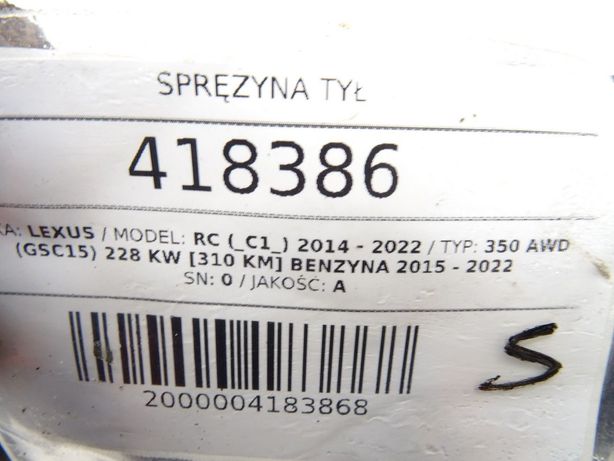 SPRĘZYNA TYŁ
418386
KA: LEXUS / MODEL: RC (_C1_) 2014 - 2022 / TYP: 350 AWD
(GSC15) 228 KW [310 KM] BENZYNA 2015 - 2022
SN: 0 / JAKOŚĆ: A
S
2000004183868